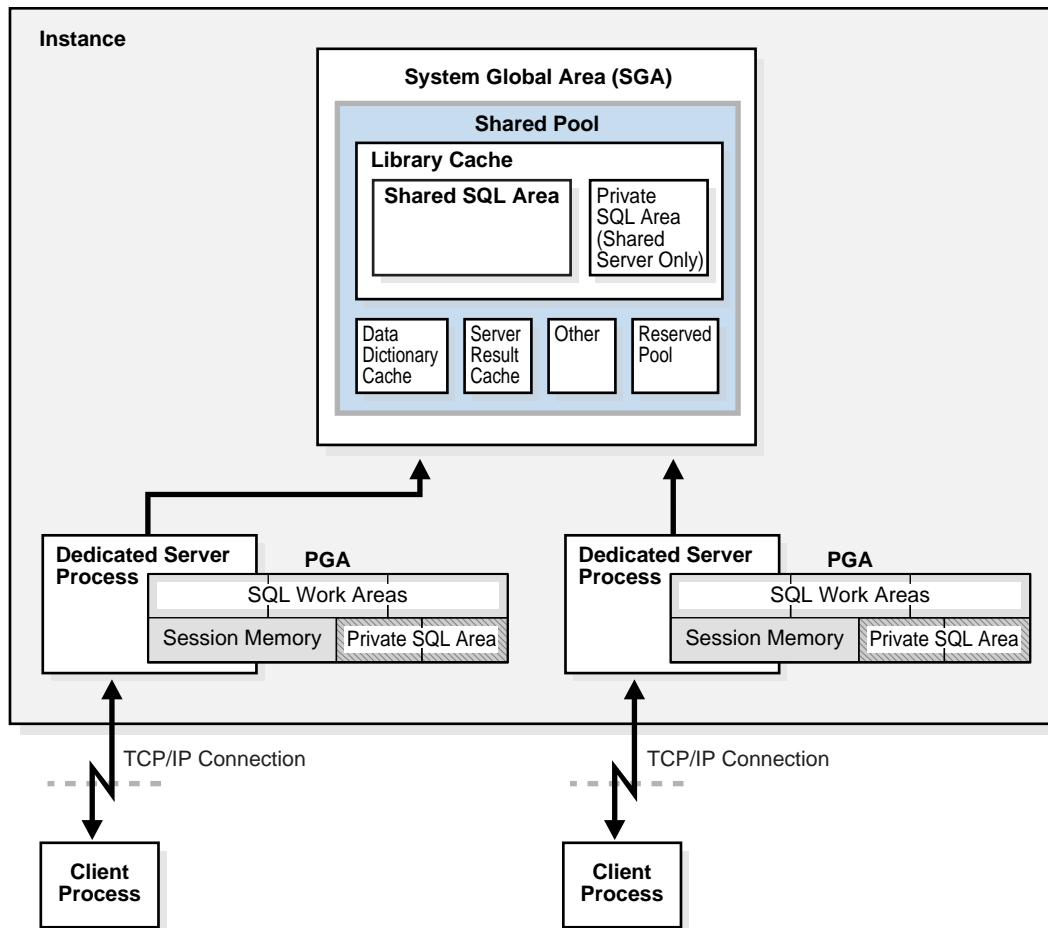 Instance
System Global Area (SGA)
Shared Pool
Library Cache
Shared SQL Area
Private
SQL Area
(Shared
Server Only)
Data
Dictionary
Cache
Server
Result
Cache
Other
Reserved
Pool
Dedicated Server
Process
PGA
SQL Work Areas
Session Memory
Private SQL Area
Dedicated Server
Process
PGA
SQL Work Areas
Session Memory
Private SQL Area
TCP/IP Connection
TCP/IP Connection
Client
Process
Client
Process